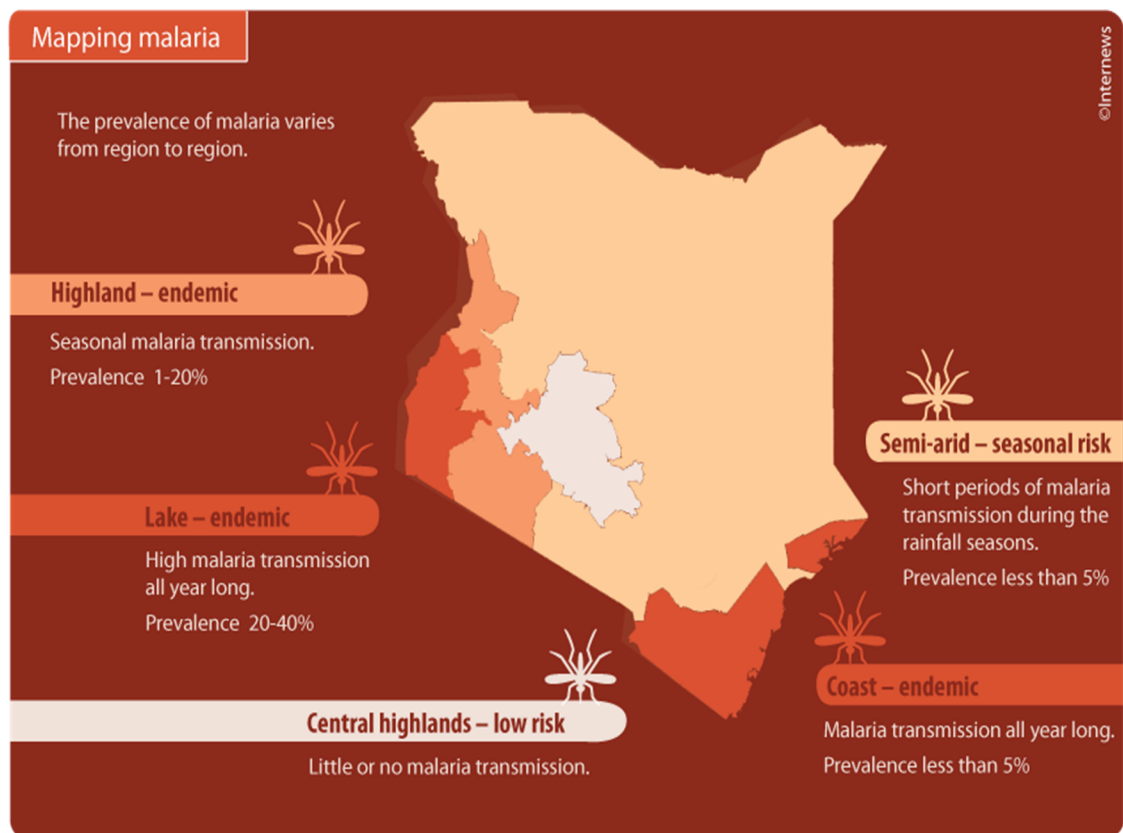 Mapping malaria
©Internews
The prevalence of malaria varies
from region to region.
Highland – endemic
Seasonal malaria transmission.
Prevalence 1-20%
Lake – endemic
High malaria transmission
all year long.
Prevalence 20-40%
Central highlands – low risk
Little or no malaria transmission.
Semi-arid – seasonal risk
Short periods of malaria
transmission during the
rainfall seasons.
Prevalence less than 5%
Coast – endemic
Malaria transmission all year long.
Prevalence less than 5%